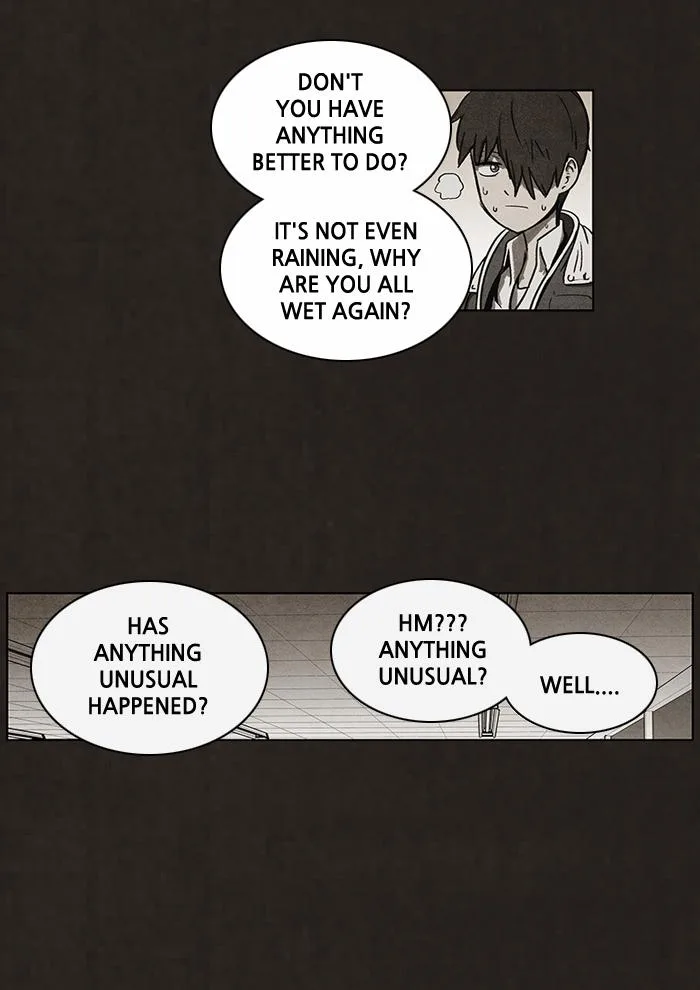 DON'T
YOU HAVE
ANYTHING
BETTER TO DO?
IT'S NOT EVEN
RAINING, WHY
ARE YOU ALL
WET AGAIN?
HAS
ANYTHING
UNUSUAL
HAPPENED?
HM???
ANYTHING
UNUSUAL?
WELL....